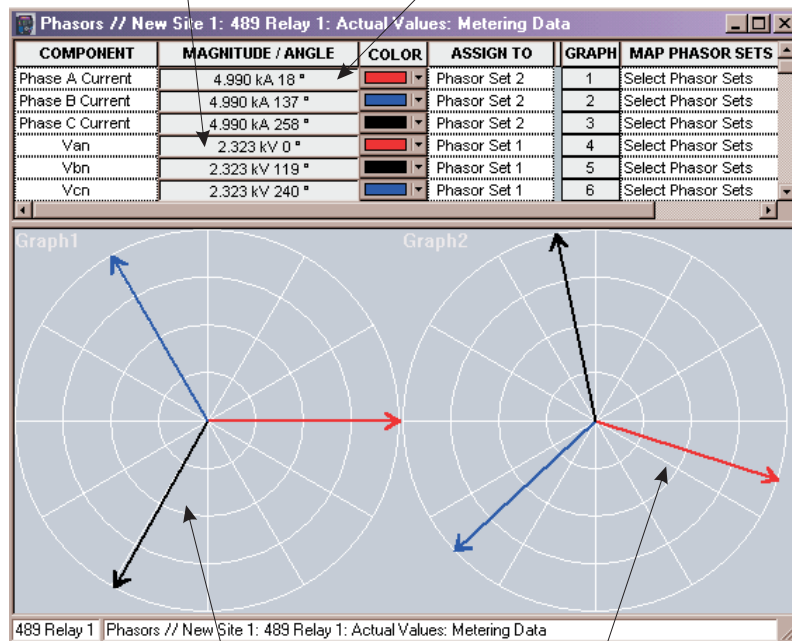 Phasors // New Site 1: 489 Relay 1: Actual Values: Metering Data
COMPONENT MAGNITUDE / ANGLE COLOR ASSIGN TO GRAPH MAP PHASOR SETS
Phase A Current 4.990 kA 18 ° Phasor Set 2 1 Select Phasor Sets
Phase B Current 4.990 kA 137 ° Phasor Set 2 2 Select Phasor Sets
Phase C Current 4.990 kA 258 ° Phasor Set 2 3 Select Phasor Sets
Van 2.323 kV 0 ° Phasor Set 1 4 Select Phasor Sets
Vbn 2.323 kV 119 ° Phasor Set 1 5 Select Phasor Sets
Vcn 2.323 kV 240 ° Phasor Set 1 6 Select Phasor Sets
Graph1 Graph2
489 Relay 1 Phasors // New Site 1: 489 Relay 1: Actual Values: Metering Data